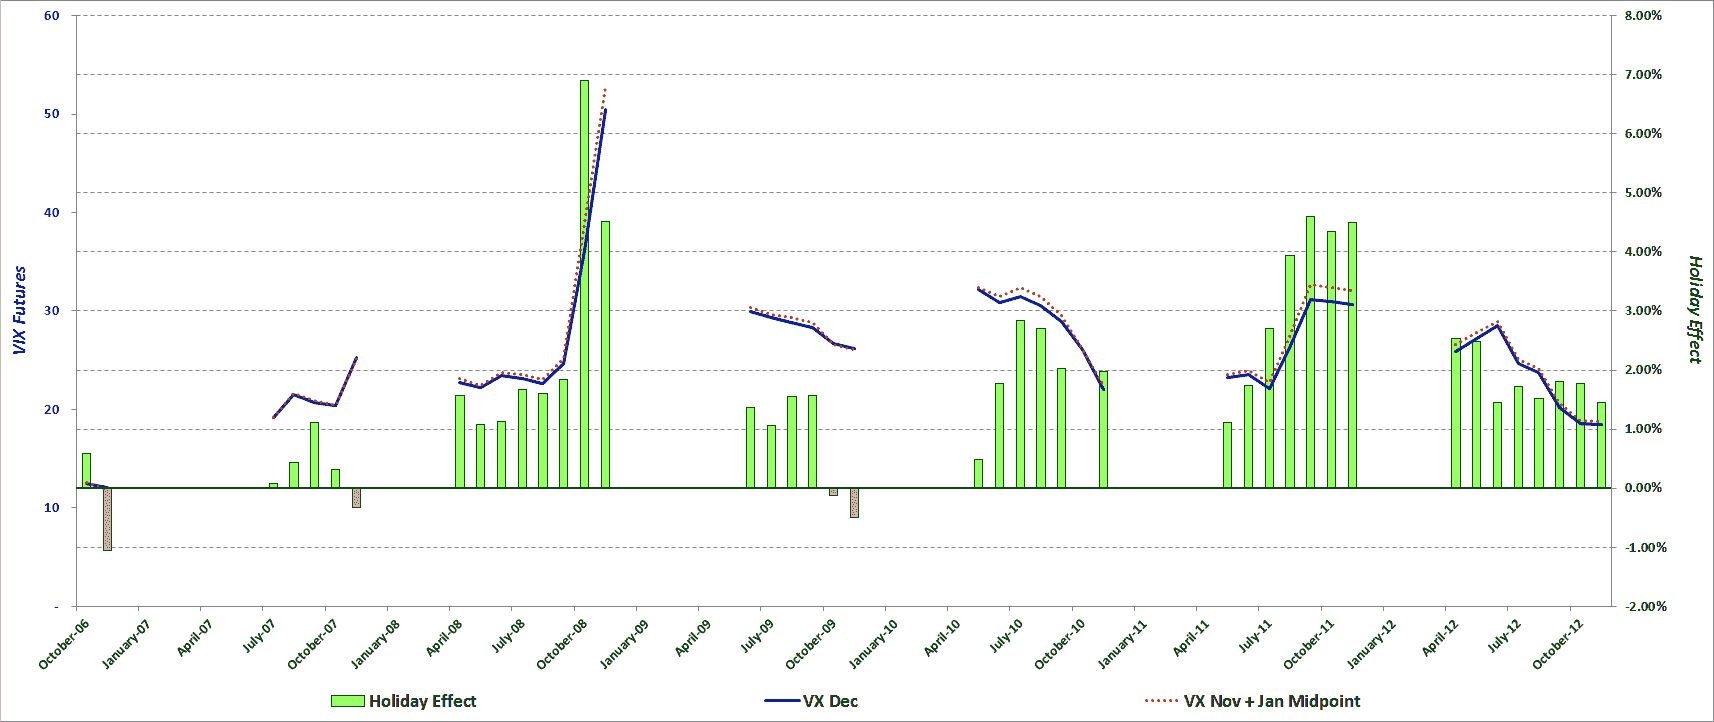 60
50
40
30
20
10
-
VIX Futures
8.00%
7.00%
6.00%
5.00%
4.00%
3.00%
2.00%
1.00%
0.00%
-1.00%
-2.00%
Holiday Effect
October-06
January-07
April-07
July-07
October-07
January-08
April-08
July-08
October-08
January-09
April-09
July-09
October-09
January-10
April-10
July-10
October-10
January-11
April-11
July-11
October-11
January-12
April-12
July-12
October-12
Holiday Effect
VX Dec
VX Nov + Jan Midpoint